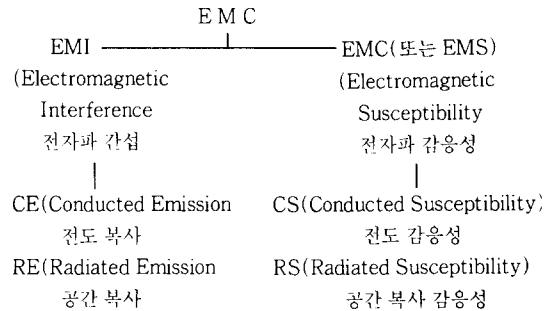 E M C
EMI EMC(또는 EMS)
(Electromagnetic (Electromagnetic
Interference Susceptibility
전자파 간섭 전자파 감응성
CE(Conducted Emission CS(Conducted Susceptibility)
전도 복사 전도 감응성
RE(Radiated Emission RS(Radiated Susceptibility)
공간 복사 공간 복사 감응성